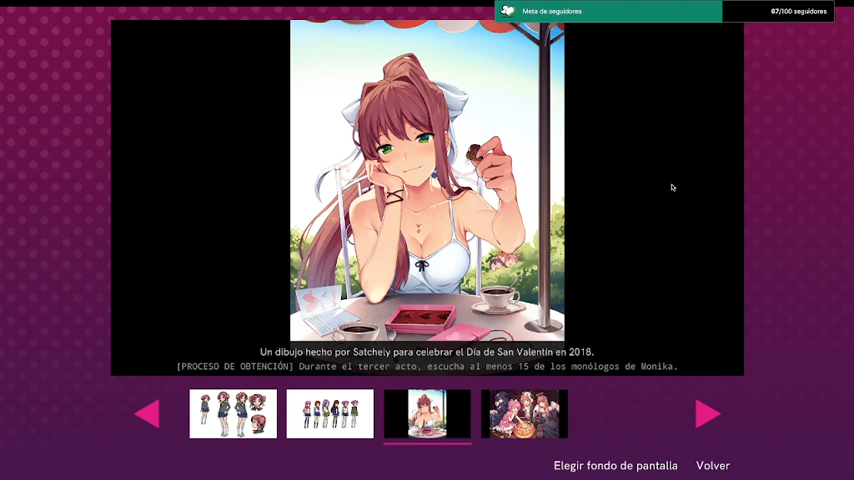 Meta de seguidores
67/100 seguidores
Un dibujo hecho por Satchely para celebrar el Día de San Valentín en 2018.
[PROCESO DE OBTENCIÓN] Durante el tercer acto, escucha al menos 15 de los monólogos de Monika.
Elegir fondo de pantalla
Volver